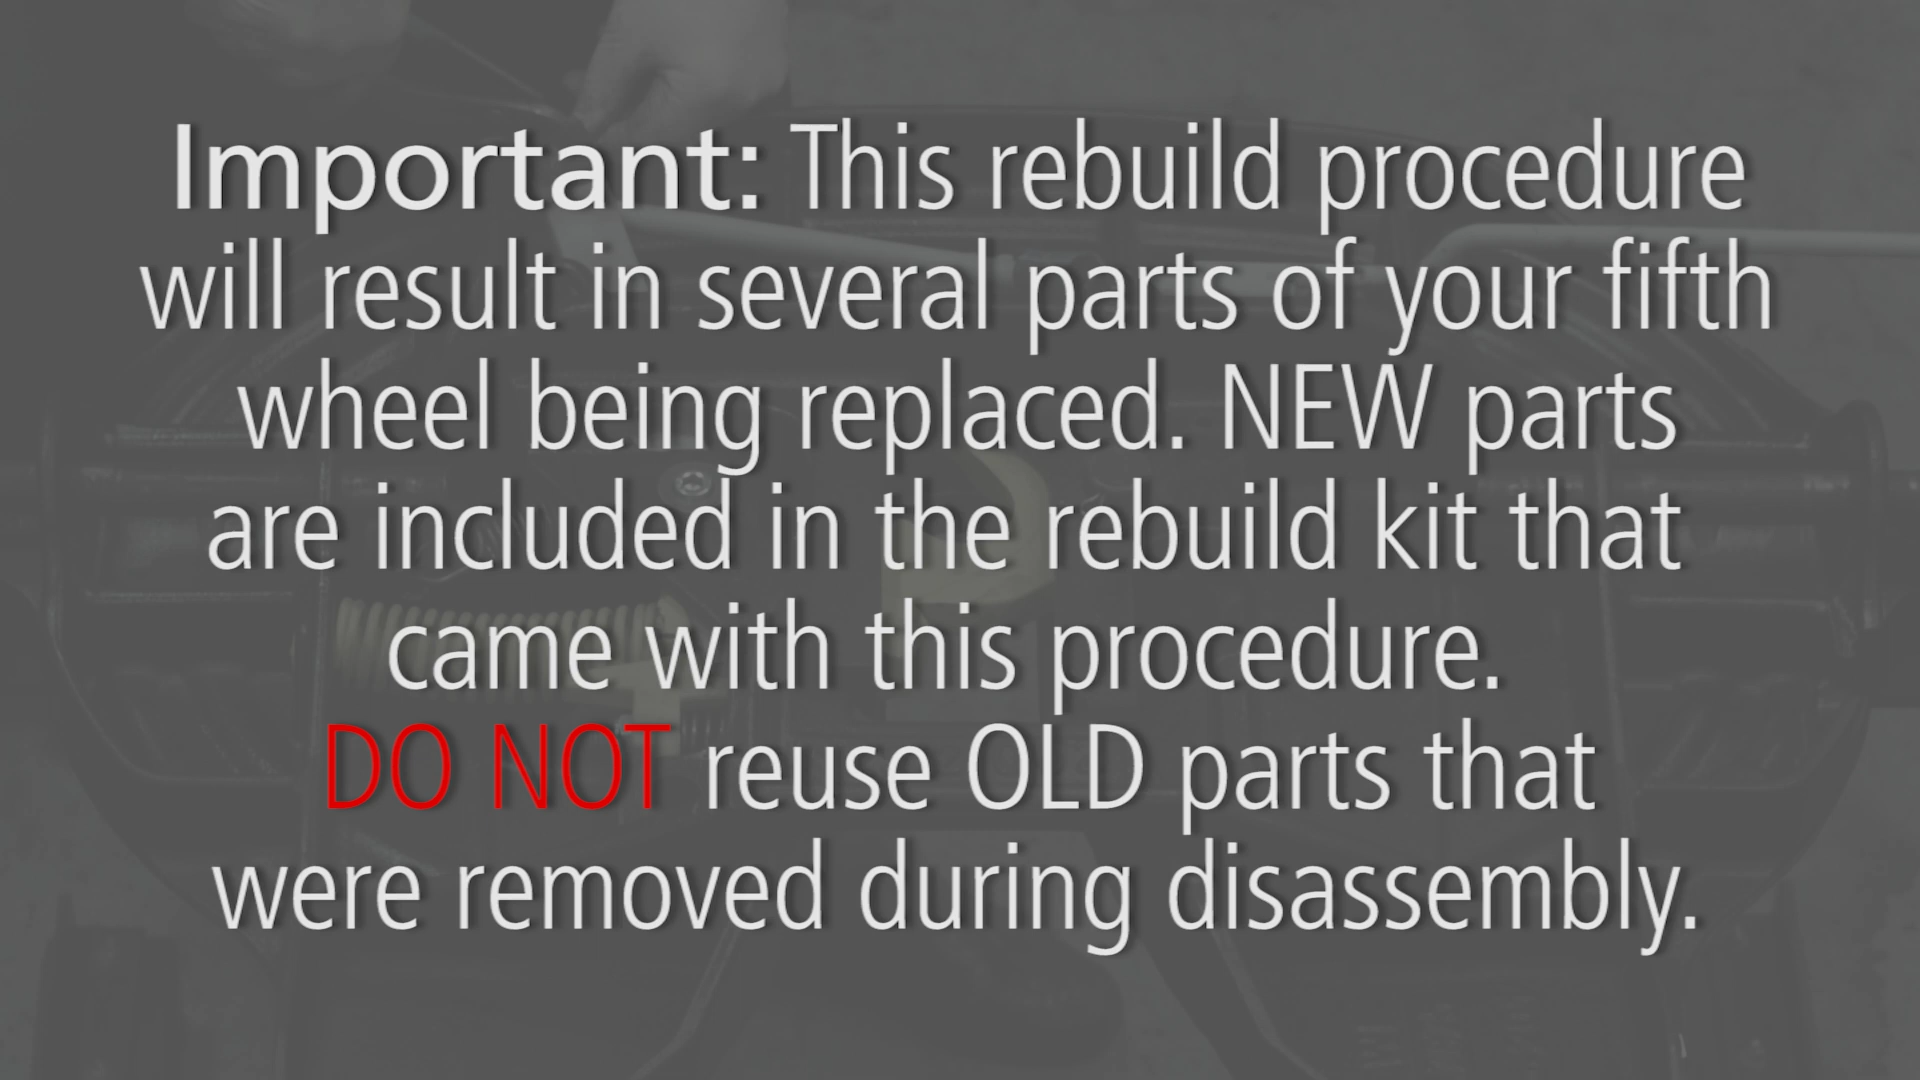 Important: This rebuild procedure
will result in several parts of your fifth
wheel being replaced. NEW parts
are included in the rebuild kit that
came with this procedure.
DO NOT reuse OLD parts that
were removed during disassembly.